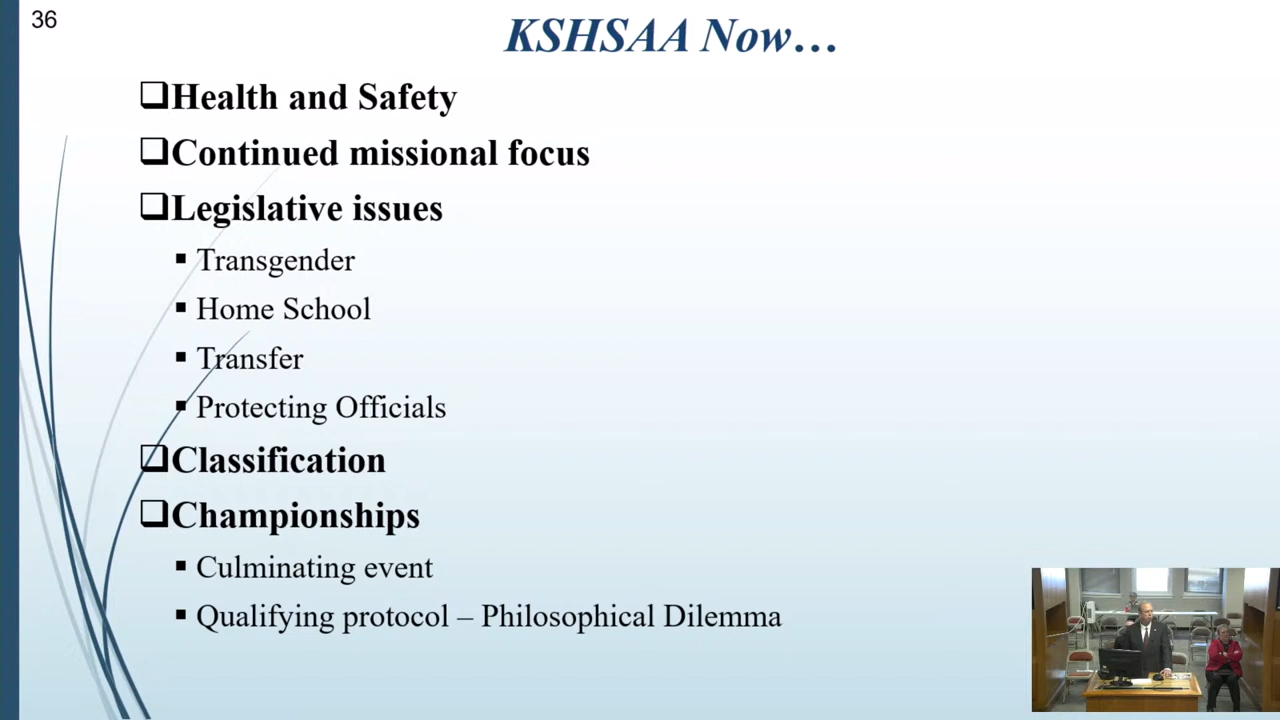 36
KSHSAA Now…
Health and Safety
Continued missional focus
Legislative issues
Transgender
Home School
Transfer
Protecting Officials
Classification
Championships
Culminating event
Qualifying protocol – Philosophical Dilemma